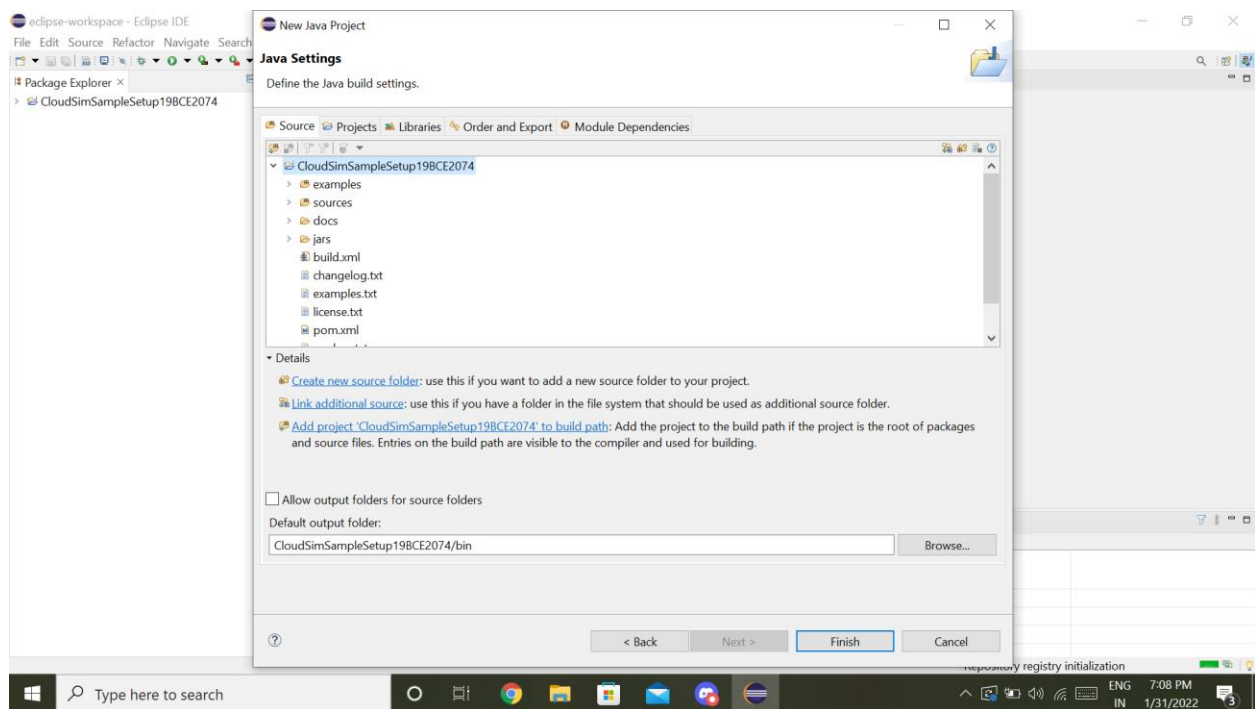 eclipse-workspace - Eclipse IDE
File Edit Source Refactor Navigate Search
Package Explorer ×
CloudSimSampleSetup19BCE2074
New Java Project
Java Settings
Define the Java build settings.
Source Projects Libraries Order and Export Module Dependencies
CloudSimSampleSetup19BCE2074
examples
sources
docs
jars
build.xml
changelog.txt
examples.txt
license.txt
pom.xml
Details
Create new source folder: use this if you want to add a new source folder to your project.
Link additional source: use this if you have a folder in the file system that should be used as additional source folder.
Add project 'CloudSimSampleSetup19BCE2074' to build path: Add the project to the build path if the project is the root of packages
and source files. Entries on the build path are visible to the compiler and used for building.
Allow output folders for source folders
Default output folder:
CloudSimSampleSetup19BCE2074/bin
Browse...
< Back Next > Finish Cancel
Repository registry initialization
Type here to search
ENG 7:08 PM
IN 1/31/2022
3